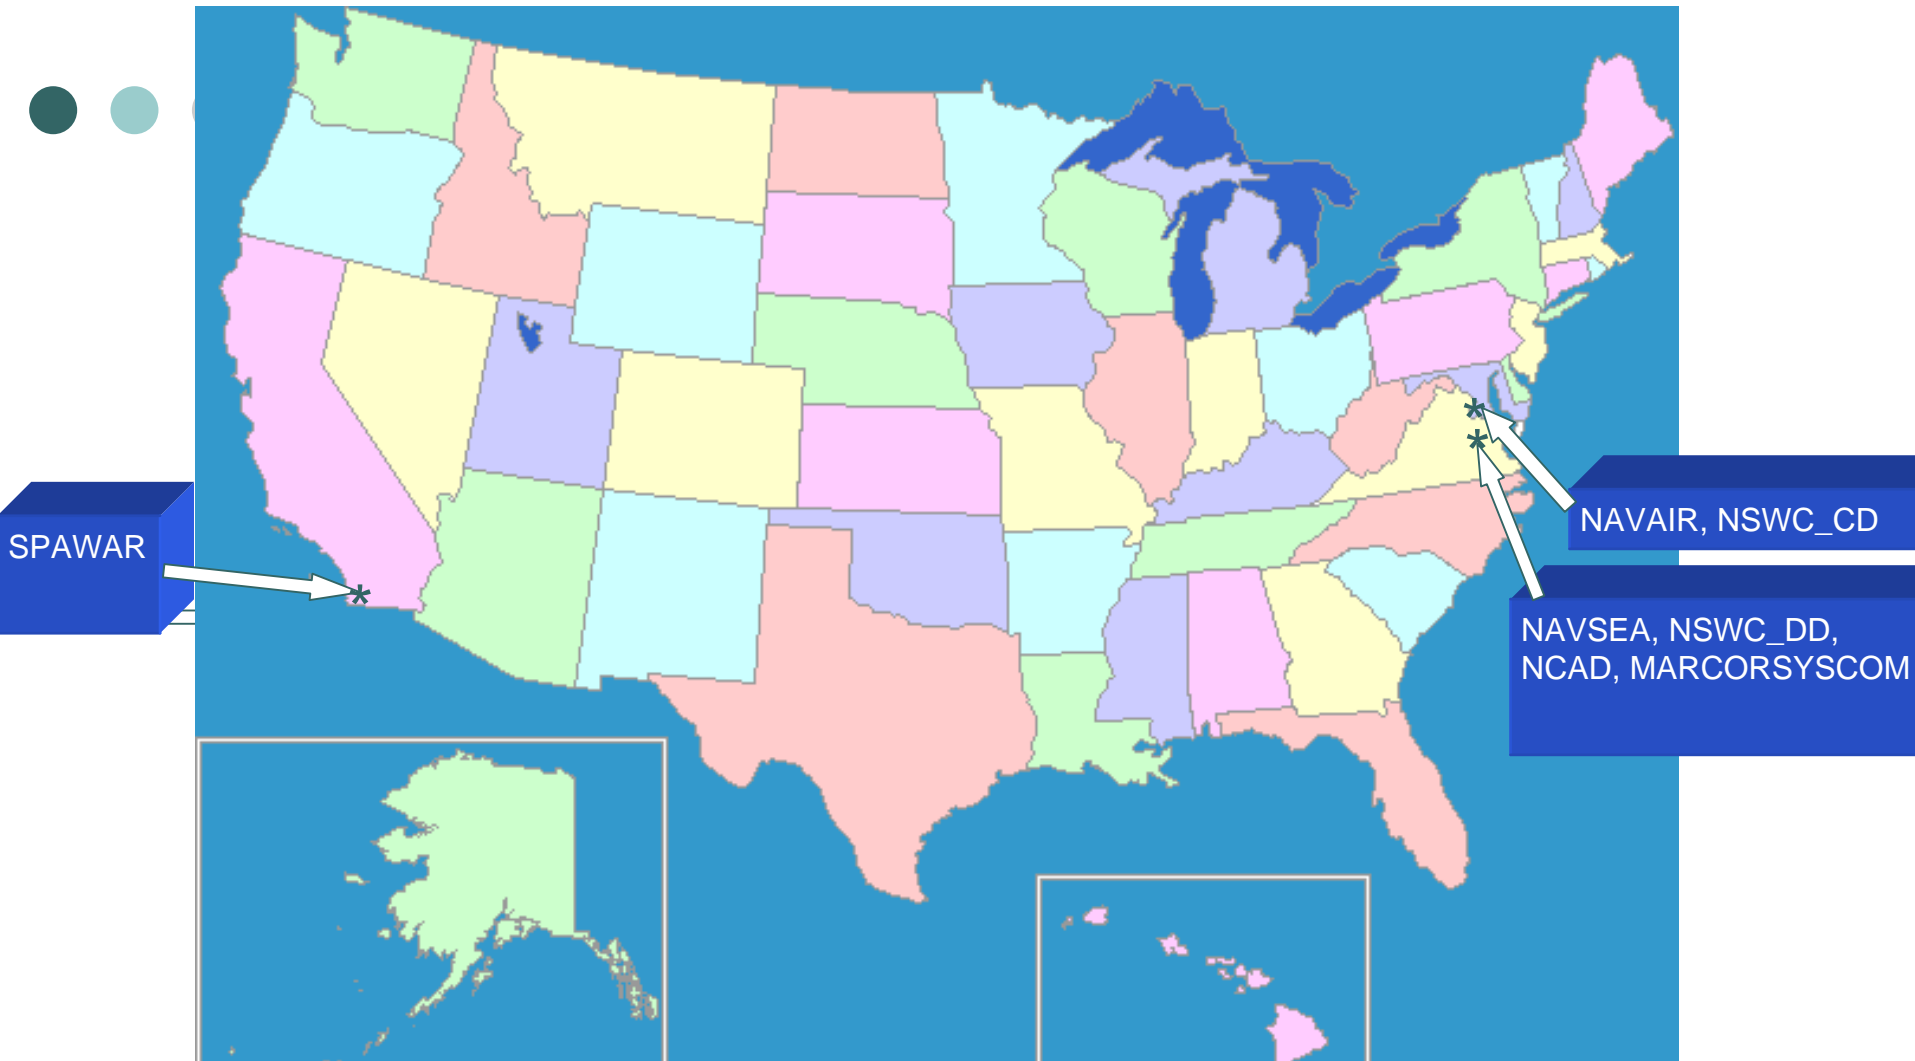 SPAWAR
NAVAIR, NSWC_CD
NAVSEA, NSWC_DD,
NCAD, MARCORSYSCOM